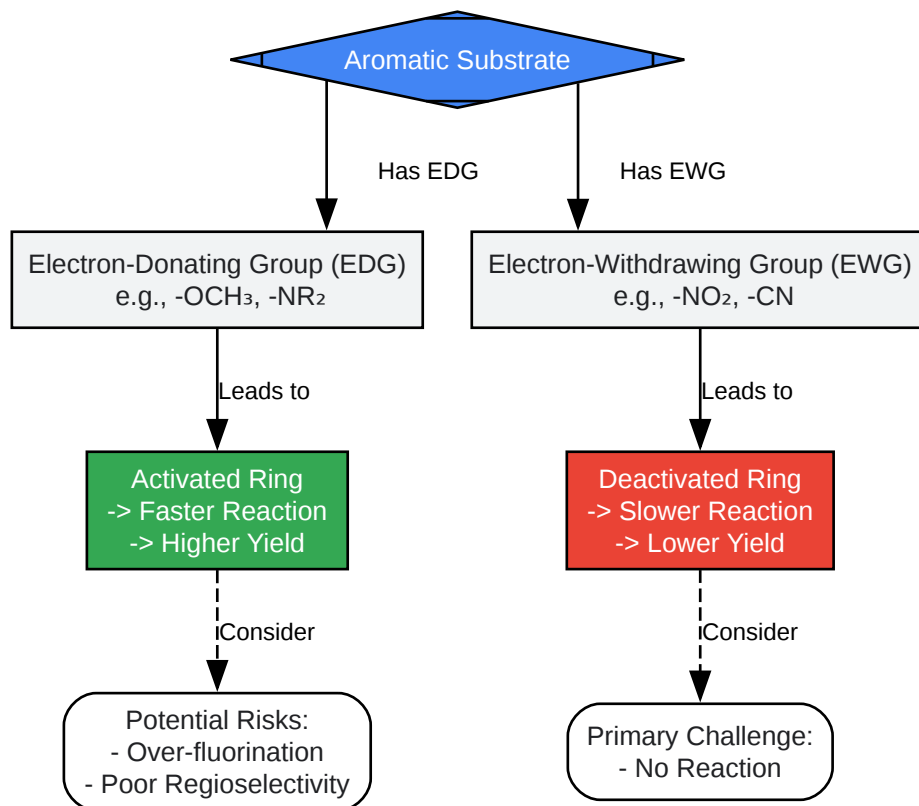 Aromatic Substrate
Has EDG
Has EWG
Electron-Donating Group (EDG)
e.g., -OCH₃, -NR₂
Electron-Withdrawing Group (EWG)
e.g., -NO₂, -CN
Leads to
Leads to
Activated Ring
-> Faster Reaction
-> Higher Yield
Deactivated Ring
-> Slower Reaction
-> Lower Yield
Consider
Consider
Potential Risks:
- Over-fluorination
- Poor Regioselectivity
Primary Challenge:
- No Reaction